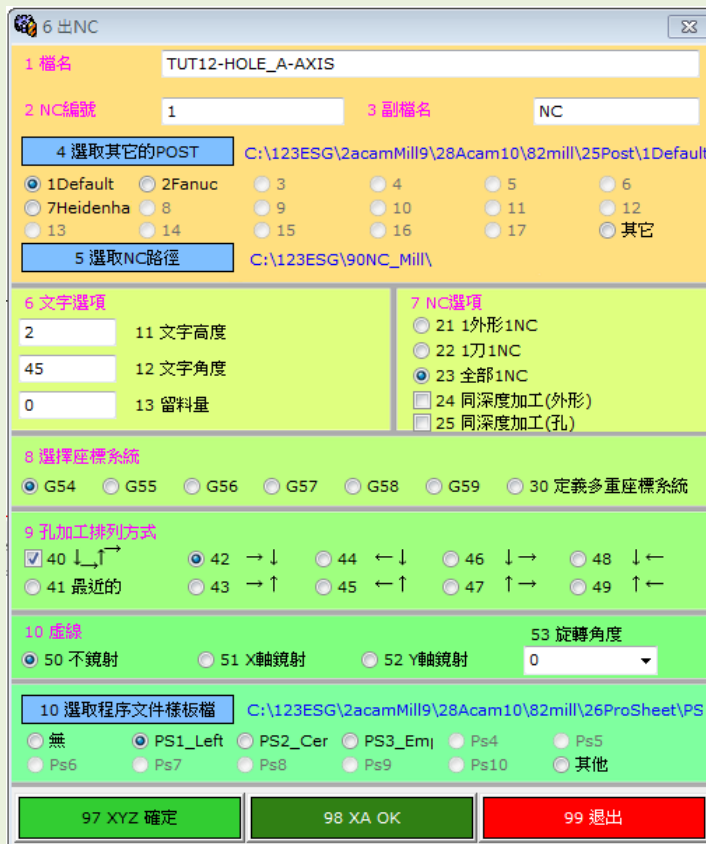 6 出NC
1 檔名 TUT12-HOLE_A-AXIS
2 NC編號 1 3 副檔名 NC
4 選取其它的POST C:\123ESG\2acamMill9\28Acam10\82mill\25Post\1Default
1Default 2Fanuc 3 4 5 6
7Heidenha 8 9 10 11 12
13 14 15 16 17 其它
5 選取NC路徑 C:\123ESG\90NC_Mill\
6 文字選項
2 11 文字高度
45 12 文字角度
0 13 留料量
7 NC選項
21 1外形1NC
22 1刀1NC
23 全部1NC
24 同深度加工(外形)
25 同深度加工(孔)
8 選擇座標系統
G54 G55 G56 G57 G58 G59 30 定義多重座標系統
9 孔加工排列方式
40 ↓→↑→ 42 →↓ 44 ←↓ 46 ↓→ 48 ↓←
41 最近的 43 →↑ 45 ←↑ 47 ↑→ 49 ↑←
10 虛線 53 旋轉角度
50 不鏡射 51 X軸鏡射 52 Y軸鏡射 0
10 選取程序文件樣板檔 C:\123ESG\2acamMill9\28Acam10\82mill\26ProSheet\PS
無 PS1_Left PS2_Cer PS3_Emp Ps4 Ps5
Ps6 Ps7 Ps8 Ps9 Ps10 其他
97 XYZ 確定 98 XA OK 99 退出